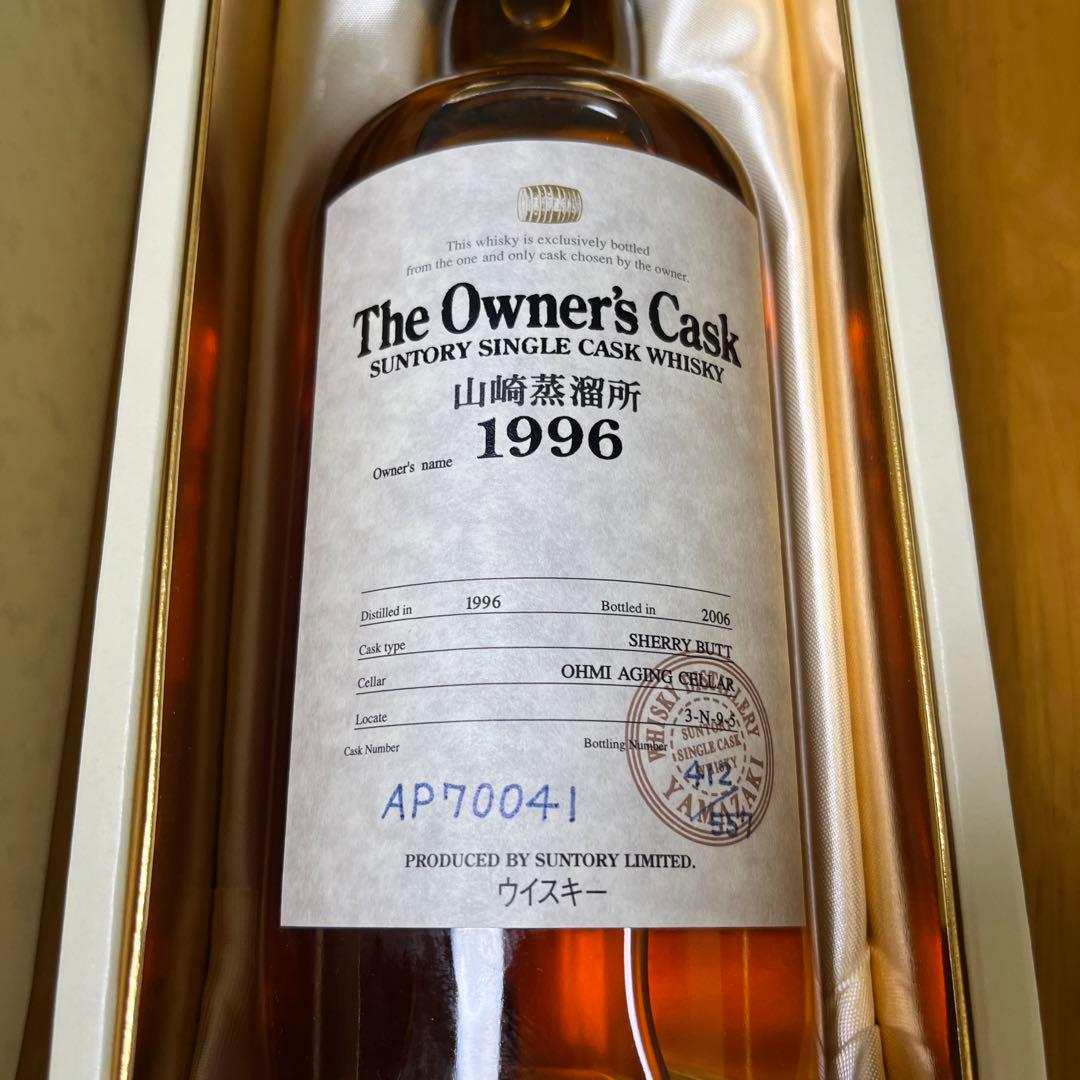 This whisky is exclusively bottled
from the one and only cask chosen by the owner.
The Owner's Cask
SUNTORY SINGLE CASK WHISKY
山崎蒸溜所
1996
Owner's name
Distilled in 1996 Bottled in 2006
Cask type SHERRY BUTT
Cellar OHMI AGING CELLAR
Locate 3-N-9-5
Cask Number Bottling Number
AP70041 412/557
WHISKY DISTILLERY
SUNTORY
SINGLE CASK
WHISKY
YAMAZAKI
PRODUCED BY SUNTORY LIMITED.
ウイスキー